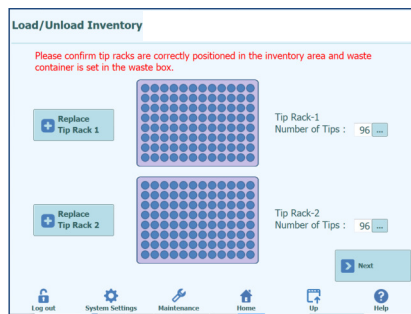 Load/Unload Inventory
Please confirm tip racks are correctly positioned in the inventory area and waste
container is set in the waste box.
Replace
Tip Rack 1
Tip Rack-1
Number of Tips : 96 ...
Replace
Tip Rack 2
Tip Rack-2
Number of Tips : 96 ...
Next
Log out System Settings Maintenance Home Up Help